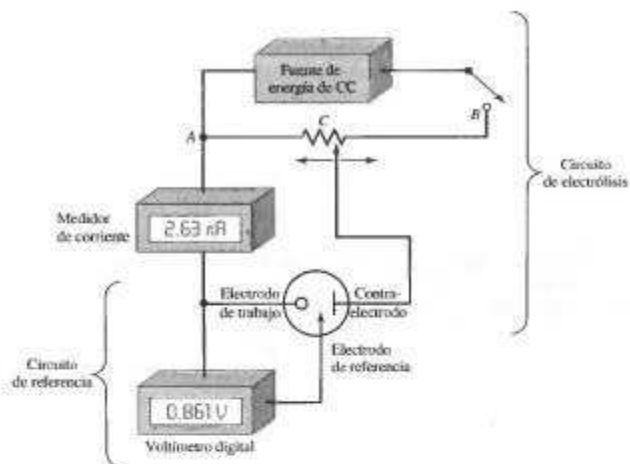 Fuente de
energía de CC
A
C
B
Circuito
de electrólisis
Medidor
de corriente
2.63 nA
Electrodo
de trabajo
Contra-
electrodo
Electrodo
de referencia
Circuito
de referencia
0.861 V
Voltímetro digital